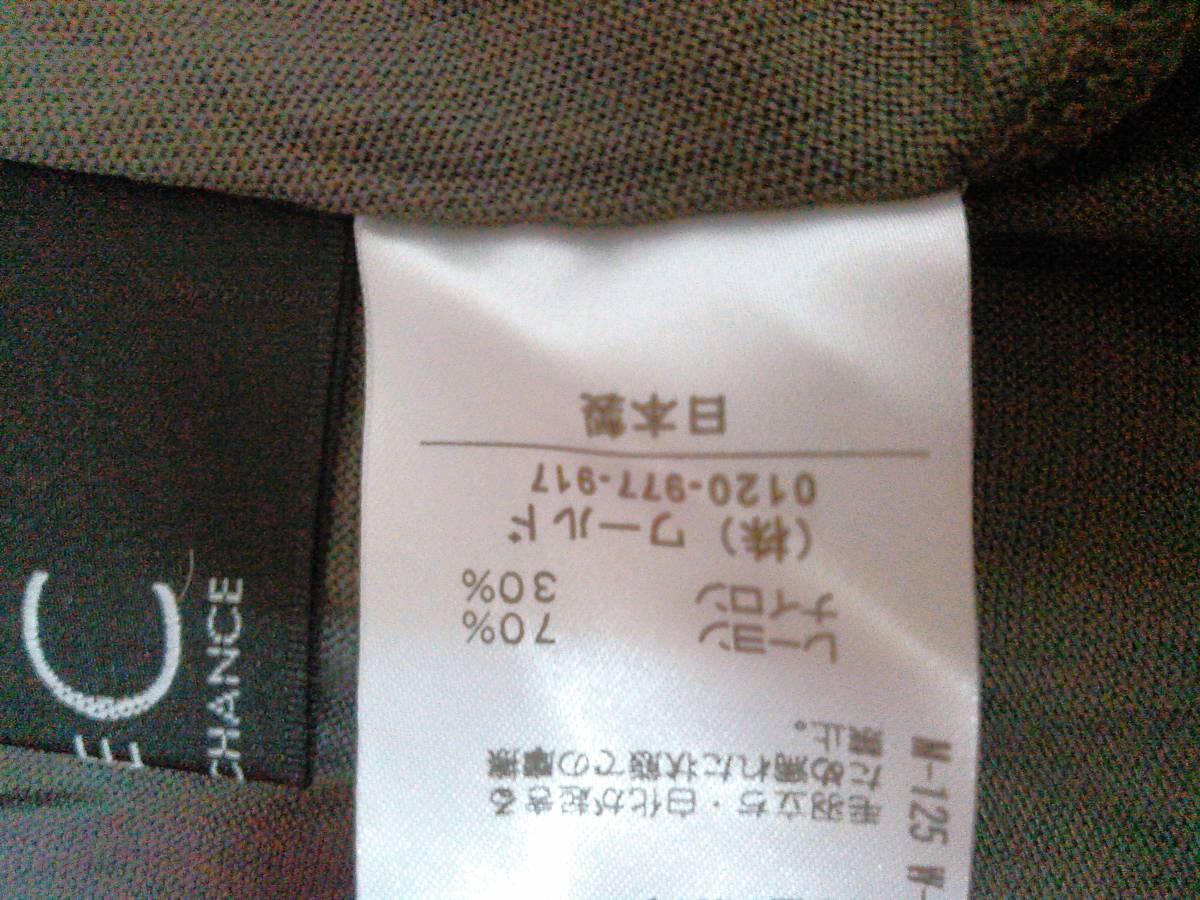 毛羽立ち・白化が起きる
ため濡れた状態での摩擦
禁止。
レーヨン 70%
ナイロン 30%
(株) ワールド
0120-977-917
日本製
W-125 W-
C
CHANCE